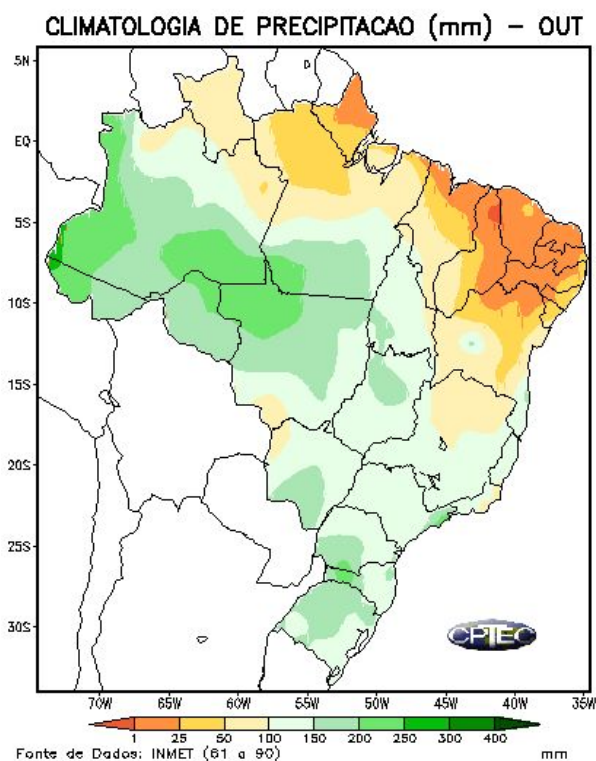 CLIMATOLOGIA DE PRECIPITACAO (mm) – OUT
5N
EQ
5S
10S
15S
20S
25S
30S
CPTEC
70W 65W 60W 55W 50W 45W 40W 35W
1 25 50 100 150 200 250 300 400
Fonte de Dados: INMET (61 a 90) mm